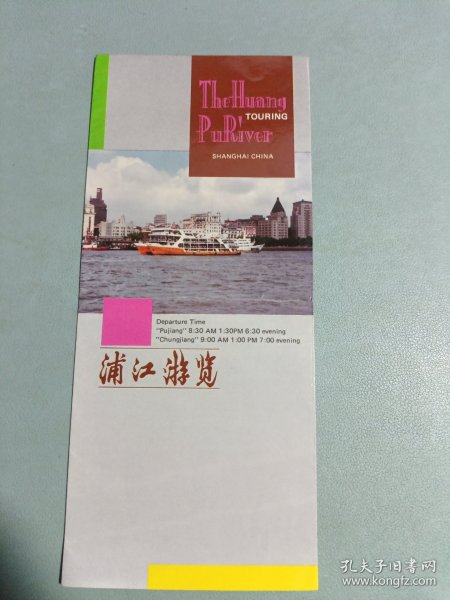 The Huang
TOURING
PuRiver
SHANGHAI CHINA
Departure Time
"Pujiang" 8:30 AM 1:30PM 6:30 evening
"Chungjiang" 9:00 AM 1:00 PM 7:00 evening
浦江游览
孔夫子旧书网
www.kongfz.com